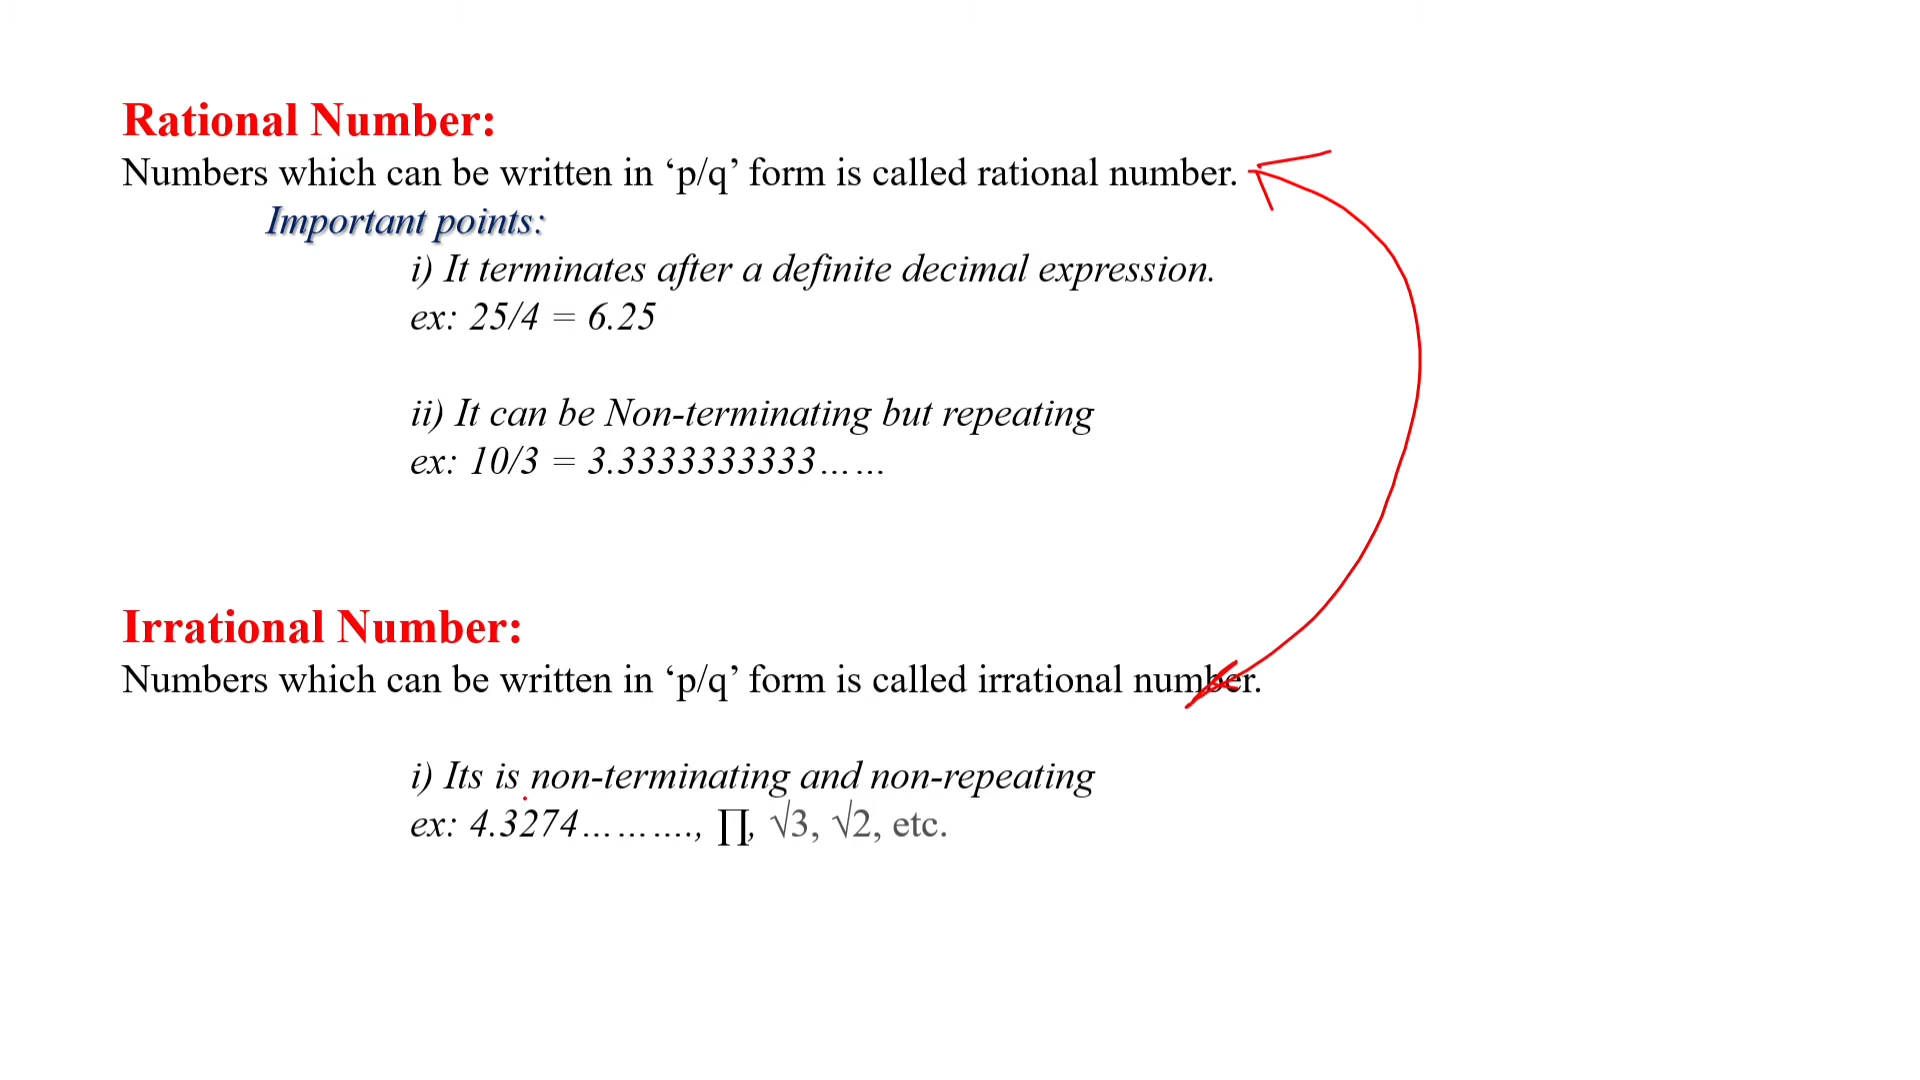 Rational Number:
Numbers which can be written in ‘p/q’ form is called rational number.
Important points:
i) It terminates after a definite decimal expression.
ex: 25/4 = 6.25
ii) It can be Non-terminating but repeating
ex: 10/3 = 3.3333333333……
Irrational Number:
Numbers which can be written in ‘p/q’ form is called irrational number.
i) Its is non-terminating and non-repeating
ex: 4.3274………., ∏, √3, √2, etc.